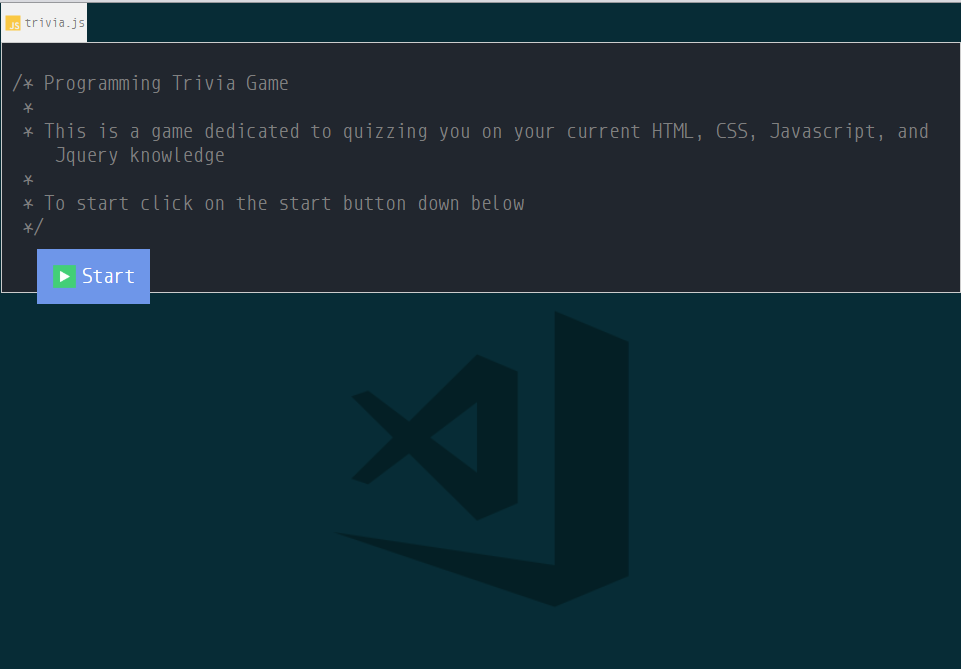 JS trivia.js
/* Programming Trivia Game
*
* This is a game dedicated to quizzing you on your current HTML, CSS, Javascript, and
Jquery knowledge
*
* To start click on the start button down below
*/
Start